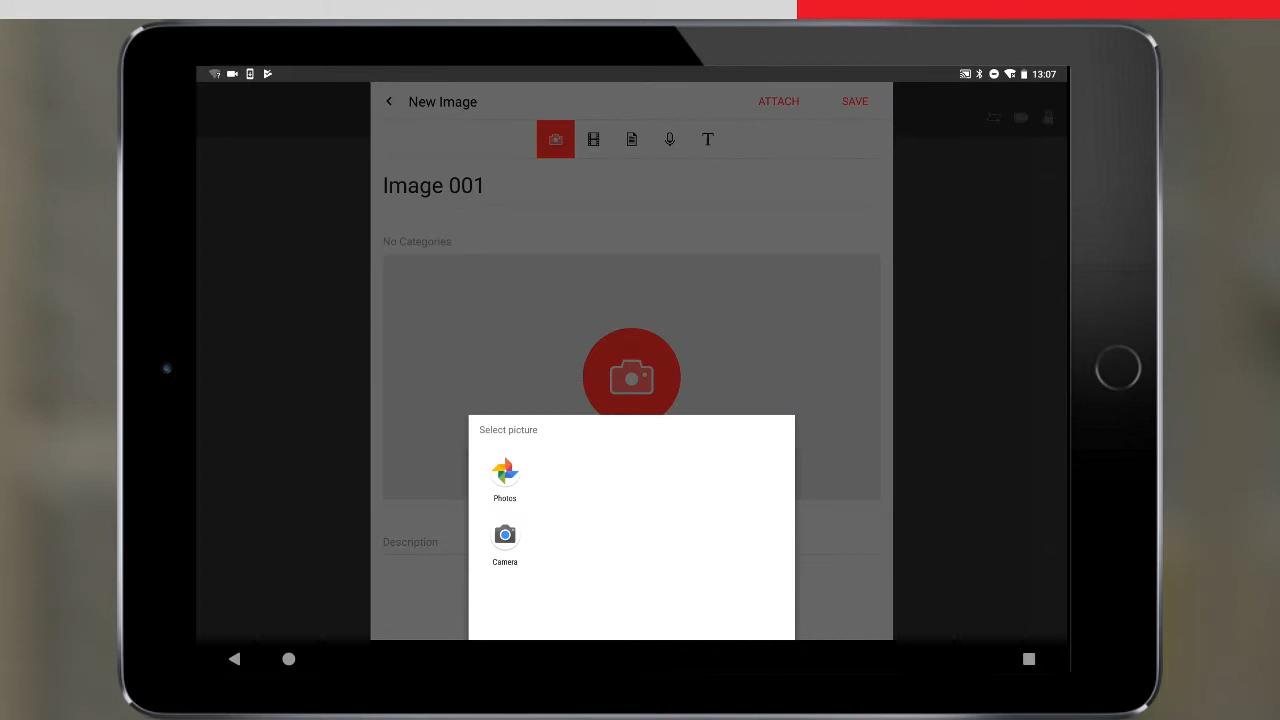 13:07
New Image
ATTACH
SAVE
T
Image 001
No Categories
Select picture
Photos
Camera
Description